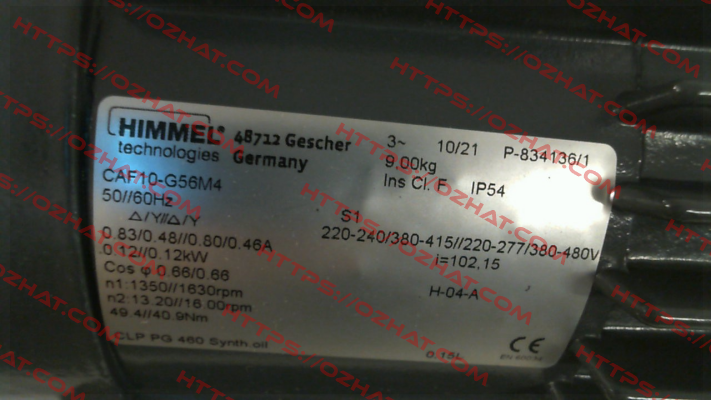 HIMMEL® 48712 Gescher 3~ 10/21 P-834136/1
technologies Germany 9,00kg
CAF10-G56M4 Ins Cl. F IP54
50//60Hz
△/Y//△/Y S1
0.83/0.48//0.80/0.46A 220-240/380-415//220-277/380-480V
0.12//0.12kW i=102,15
Cos φ 0.66/0.66
n1:1350//1630rpm H-04-A
n2:13.20//16.00rpm
49.4//40.9Nm
CLP PG 460 Synth.oil 0.15L CE
HTTPS://OZHAT.COM